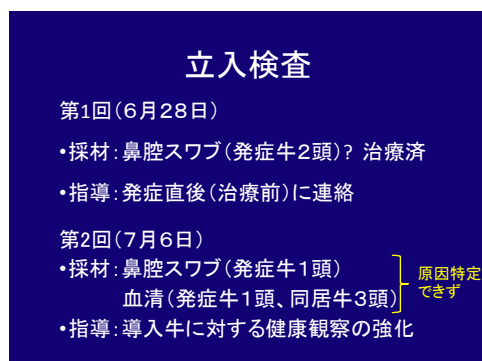 立入検査
第1回(6月28日)
•採材:鼻腔スワブ(発症牛2頭)? 治療済
•指導:発症直後(治療前)に連絡
第2回(7月6日)
•採材:鼻腔スワブ(発症牛1頭)
血清(発症牛1頭、同居牛3頭)
原因特定
できず
•指導:導入牛に対する健康観察の強化